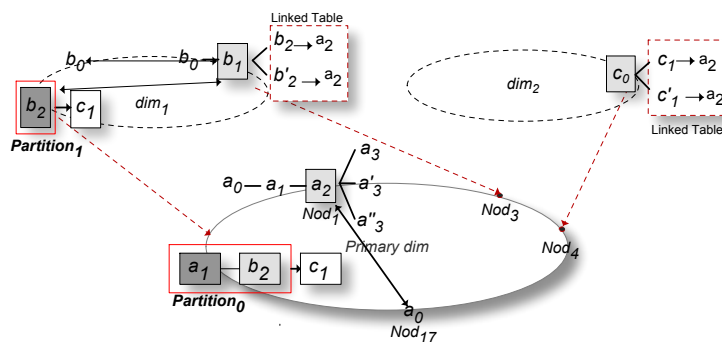 Linked Table
b₀ b₀ b₁ b₂ → a₂
b'₂ → a₂
dim₁
b₂ → c₁
Partition₁
dim₂
c₀ c₁ → a₂
c'₁ → a₂
Linked Table
a₃
a₀ — a₁ — a₂ a'₃
a''₃
Nod₁
Nod₃
Nod₄
Primary dim
a₁ — b₂ → c₁
Partition₀
a₀
Nod₁₇